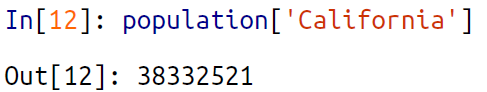 In[12]: population['California']
Out[12]: 38332521